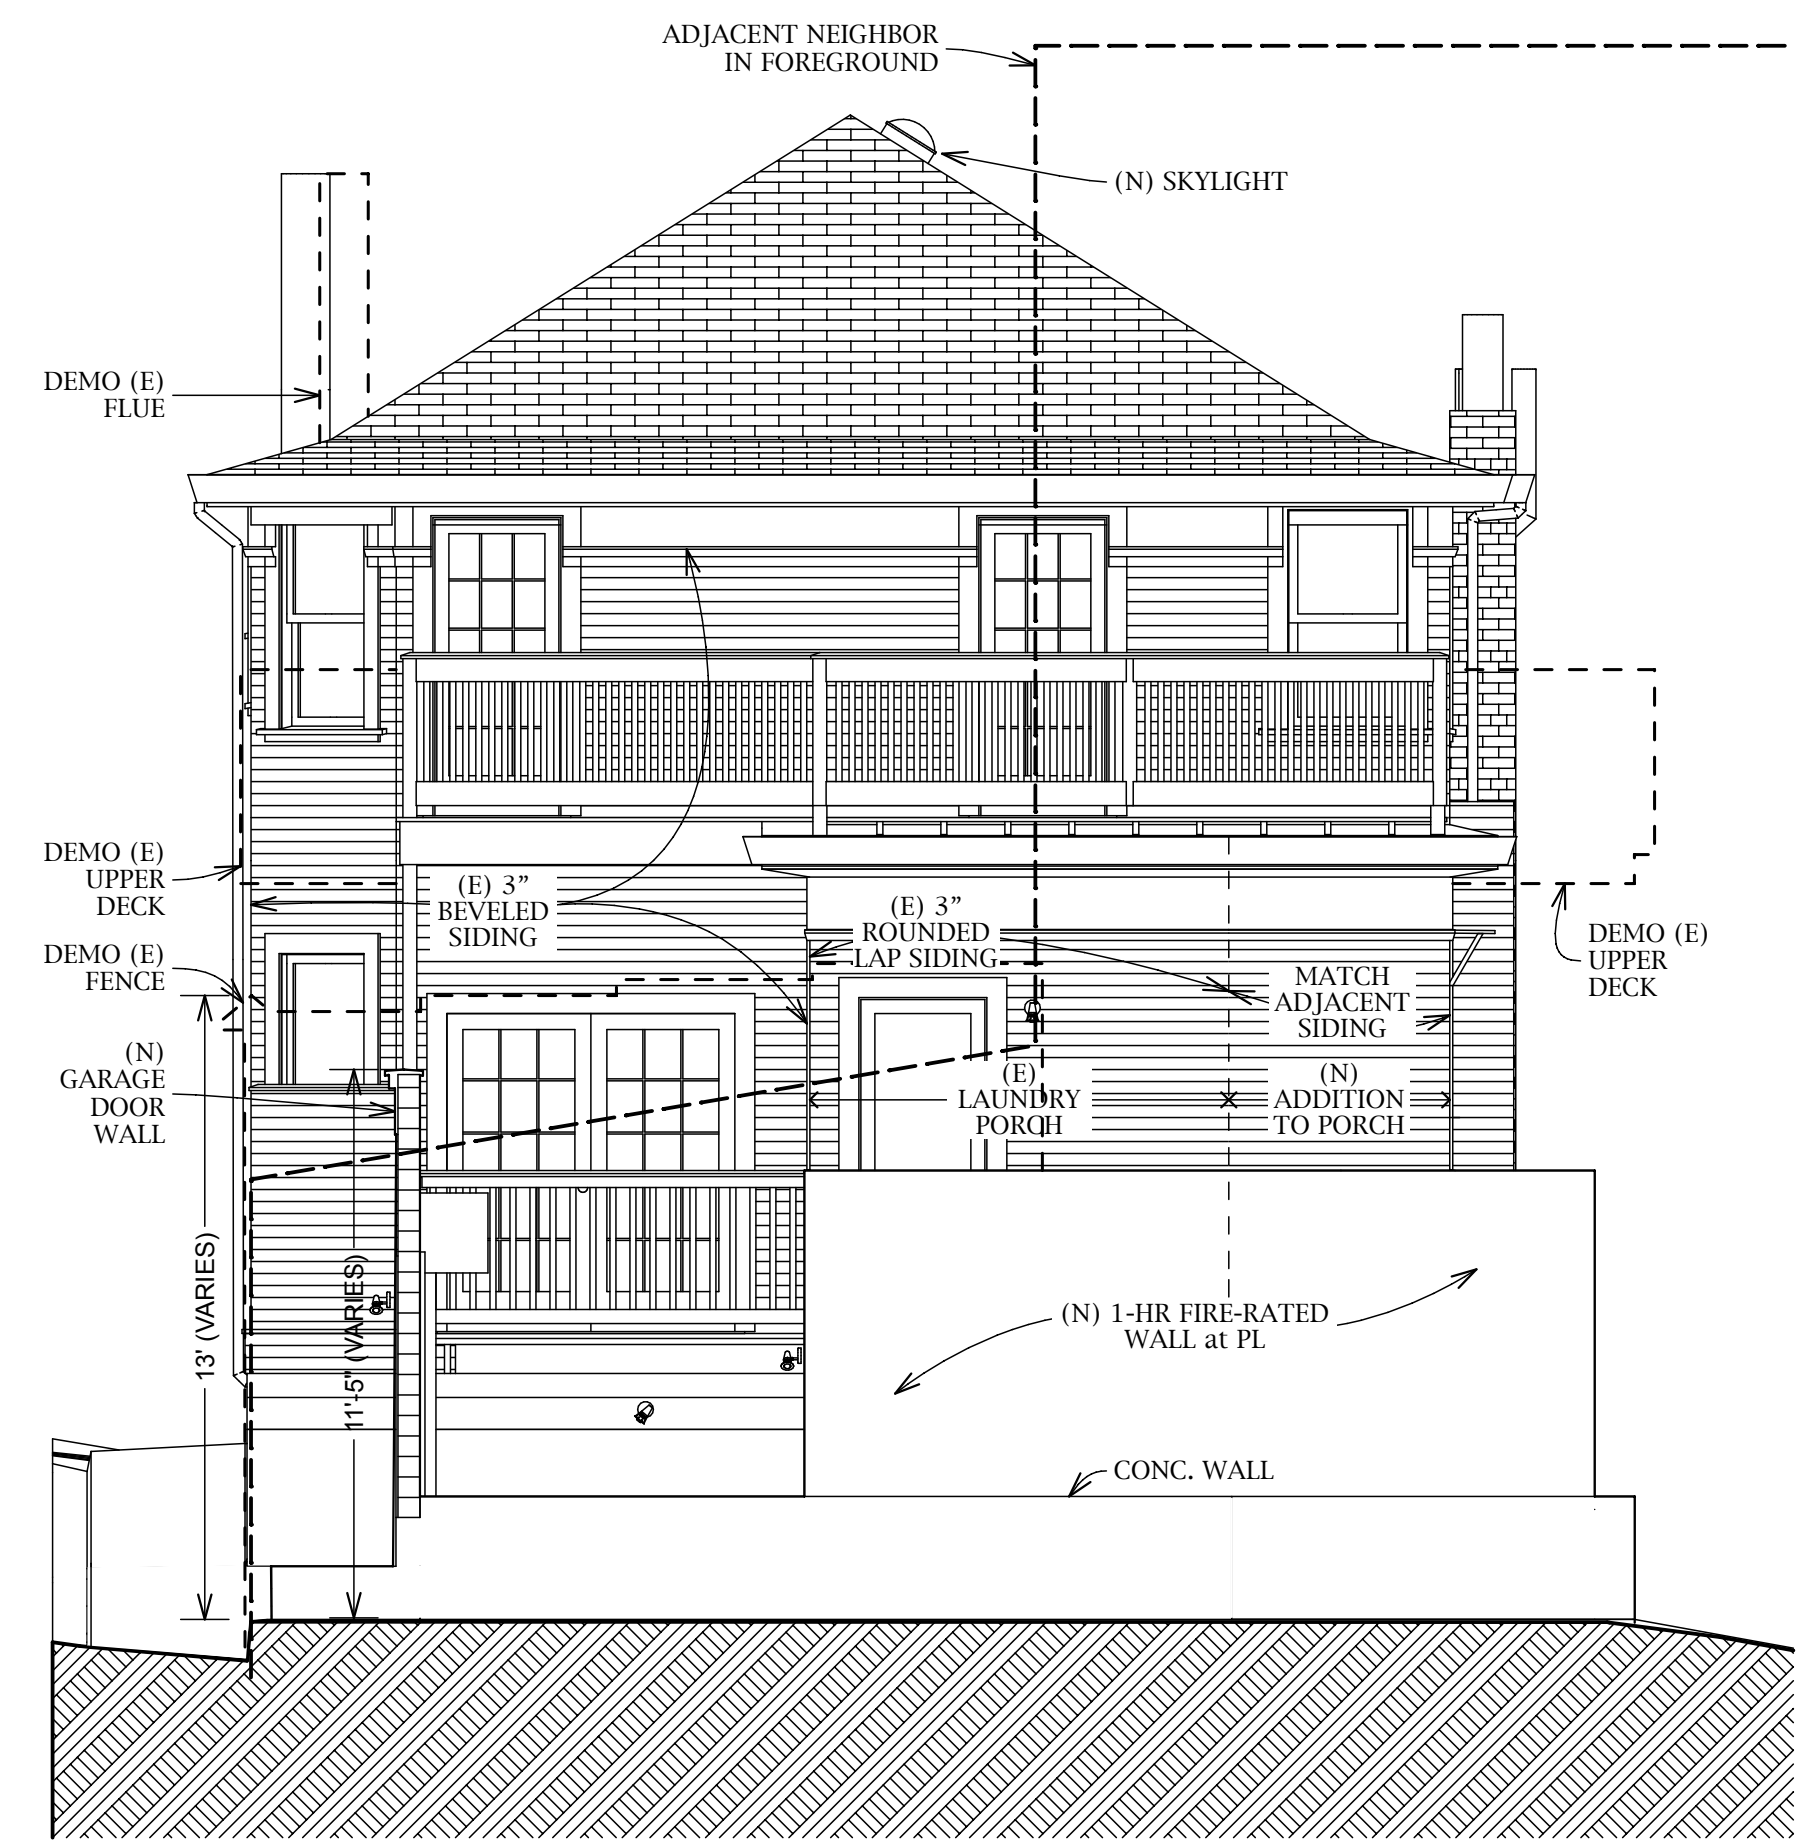 ADJACENT NEIGHBOR
IN FOREGROUND
(N) SKYLIGHT
DEMO (E)
FLUE
DEMO (E)
UPPER
DECK
(E) 3”
BEVELED
SIDING
(E) 3”
ROUNDED
LAP SIDING
DEMO (E)
UPPER
DECK
DEMO (E)
FENCE
MATCH
ADJACENT
SIDING
(N)
GARAGE
DOOR
WALL
(E)
LAUNDRY
PORCH
(N)
ADDITION
TO PORCH
13' (VARIES)
11'-5" (VARIES)
(N) 1-HR FIRE-RATED
WALL at PL
CONC. WALL